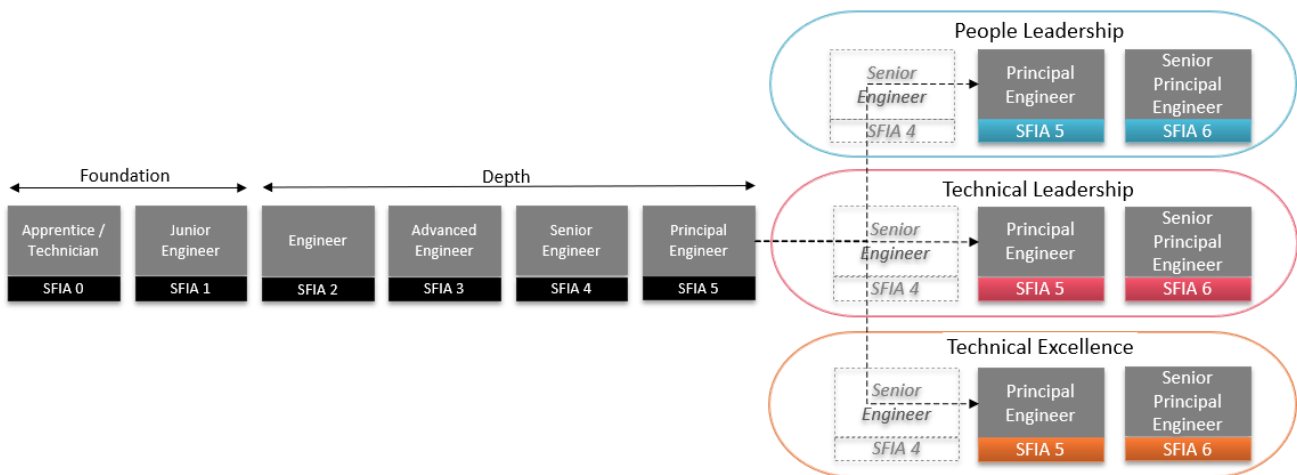 People Leadership
Senior
Engineer
SFIA 4
Principal
Engineer
SFIA 5
Senior
Principal
Engineer
SFIA 6
Foundation
Depth
Apprentice /
Technician
SFIA 0
Junior
Engineer
SFIA 1
Engineer
SFIA 2
Advanced
Engineer
SFIA 3
Senior
Engineer
SFIA 4
Principal
Engineer
SFIA 5
Technical Leadership
Senior
Engineer
SFIA 4
Principal
Engineer
SFIA 5
Senior
Principal
Engineer
SFIA 6
Technical Excellence
Senior
Engineer
SFIA 4
Principal
Engineer
SFIA 5
Senior
Principal
Engineer
SFIA 6